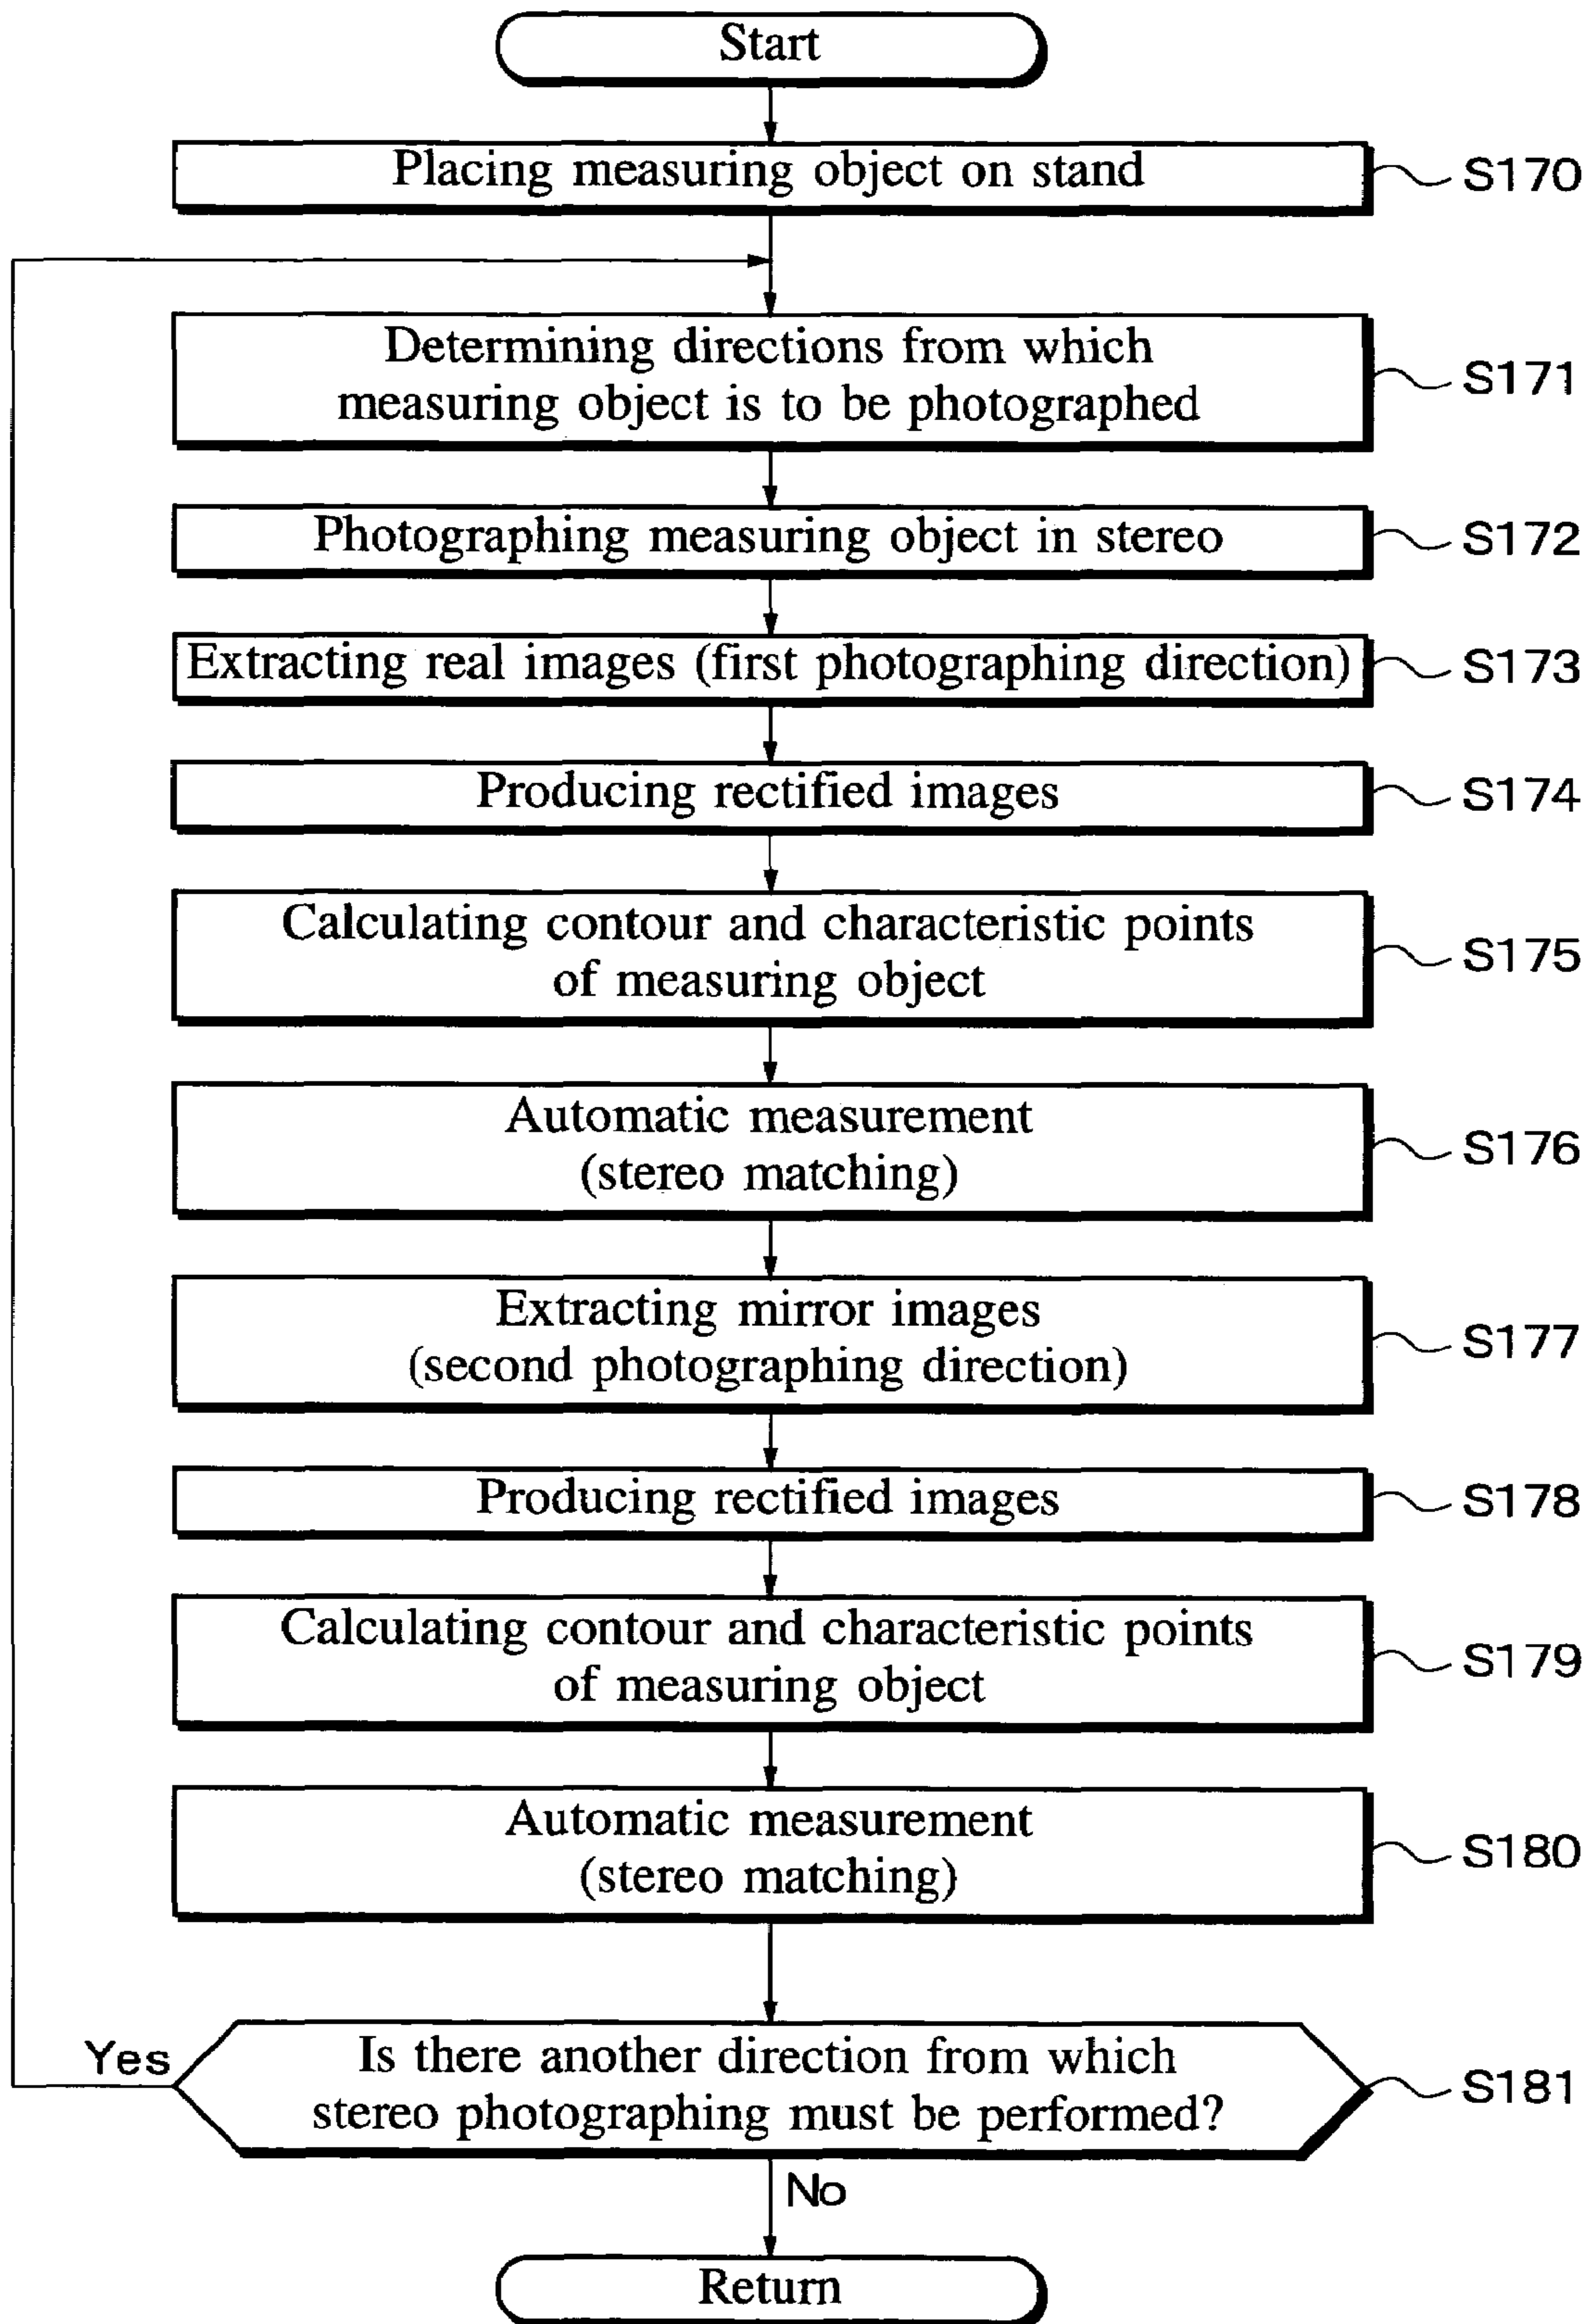 Start
Placing measuring object on stand
S170
Determining directions from which
measuring object is to be photographed
S171
Photographing measuring object in stereo
S172
Extracting real images (first photographing direction)
S173
Producing rectified images
S174
Calculating contour and characteristic points
of measuring object
S175
Automatic measurement
(stereo matching)
S176
Extracting mirror images
(second photographing direction)
S177
Producing rectified images
S178
Calculating contour and characteristic points
of measuring object
S179
Automatic measurement
(stereo matching)
S180
Yes
Is there another direction from which
stereo photographing must be performed?
S181
No
Return